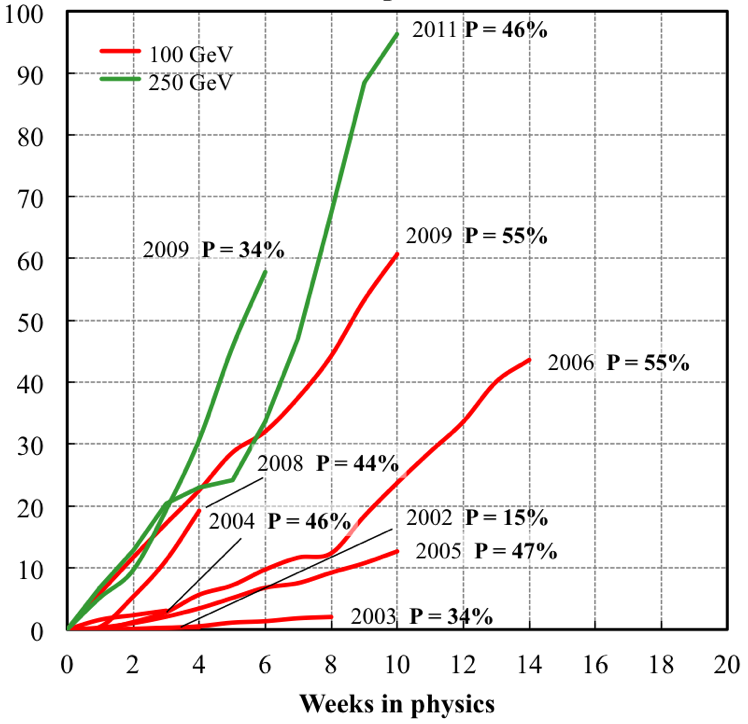 100
90
80
70
60
50
40
30
20
10
0
100 GeV
250 GeV
2011 P = 46%
2009 P = 34%
2009 P = 55%
2006 P = 55%
2008 P = 44%
2004 P = 46%
2002 P = 15%
2005 P = 47%
2003 P = 34%
0 2 4 6 8 10 12 14 16 18 20
Weeks in physics